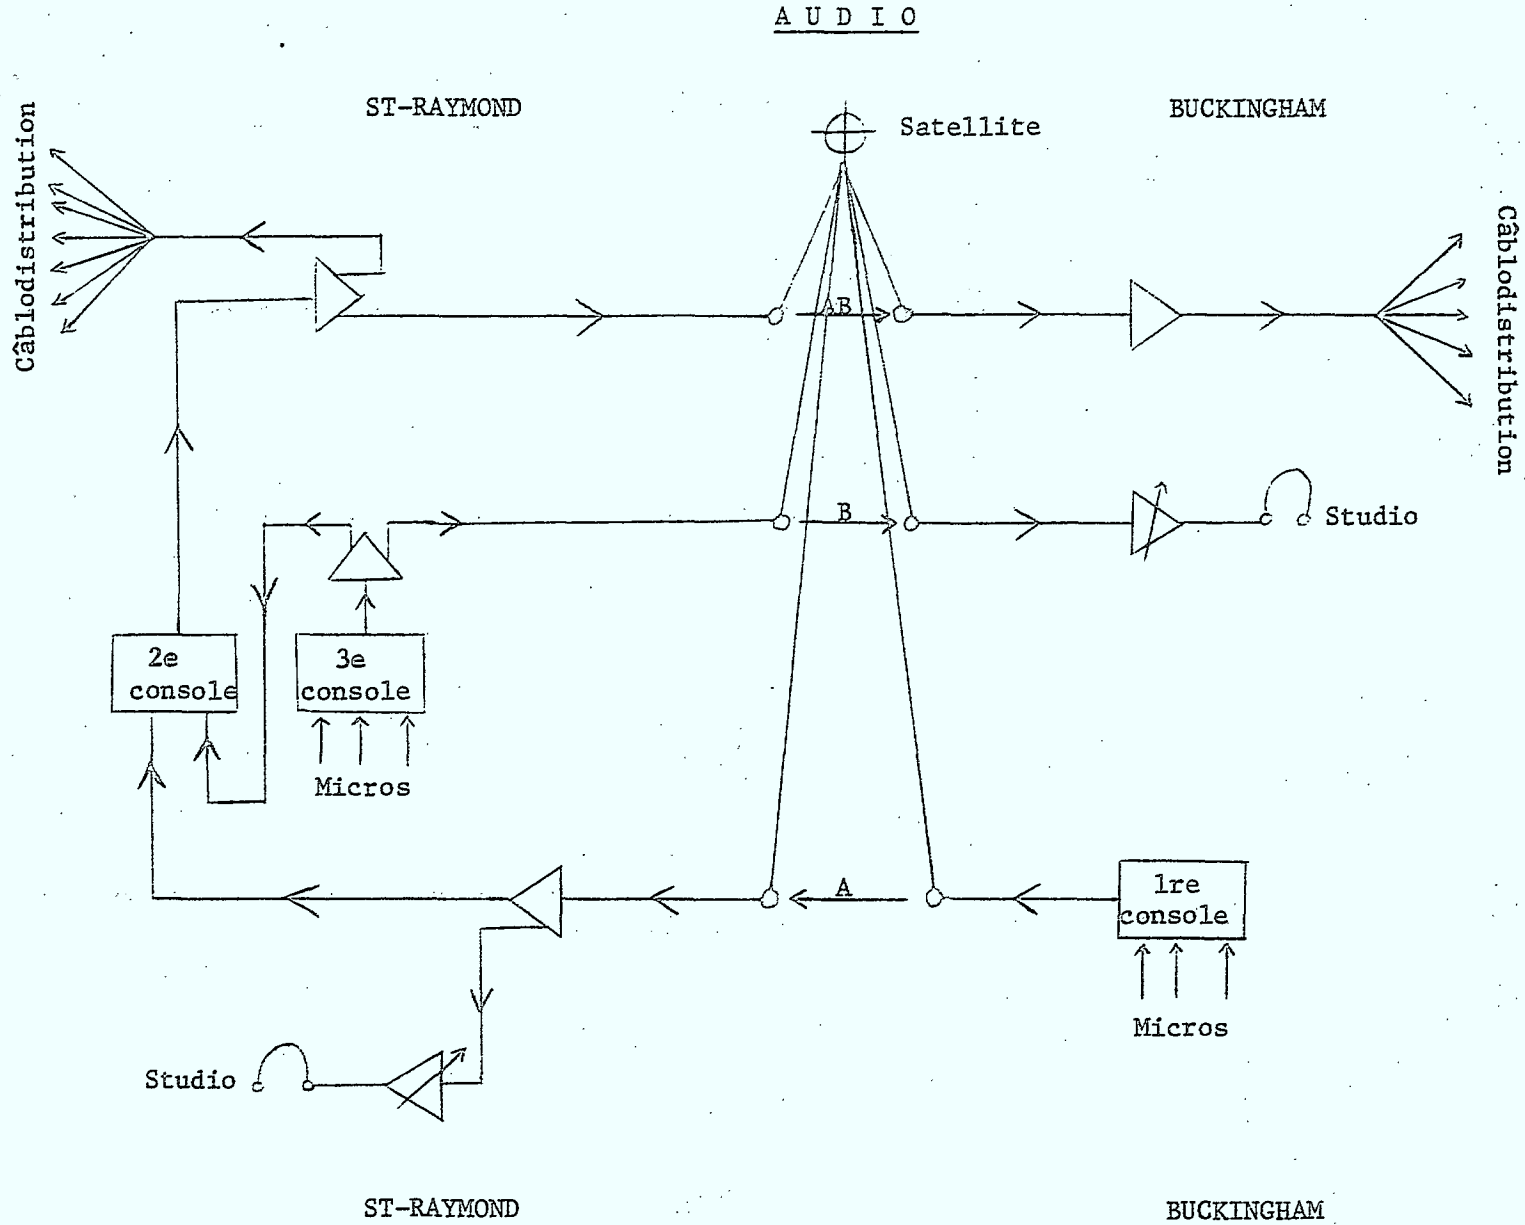 A U D I O
ST-RAYMOND
BUCKINGHAM
Satellite
Câblodistribution
Câblodistribution
AB
B
Studio
2e
console
3e
console
Micros
A
1re
console
Micros
Studio
ST-RAYMOND
BUCKINGHAM